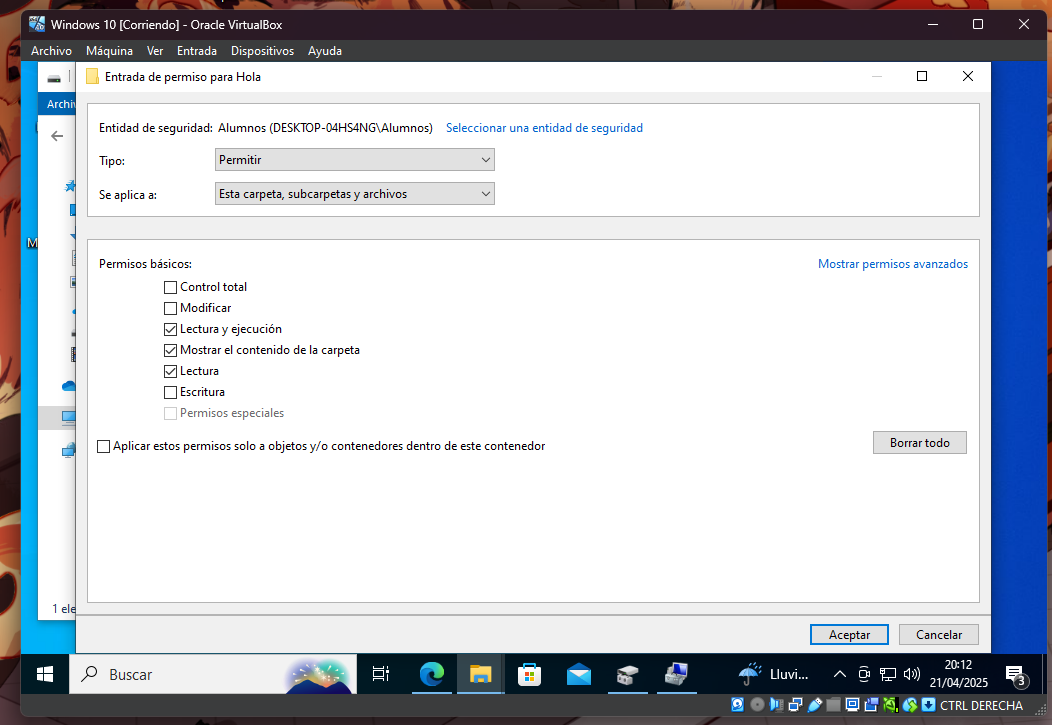 Windows 10 [Corriendo] - Oracle VirtualBox
Archivo Máquina Ver Entrada Dispositivos Ayuda
Entrada de permiso para Hola
Entidad de seguridad: Alumnos (DESKTOP-04HS4NG\Alumnos) Seleccionar una entidad de seguridad
Tipo: Permitir
Se aplica a: Esta carpeta, subcarpetas y archivos
Permisos básicos: Mostrar permisos avanzados
Control total
Modificar
Lectura y ejecución
Mostrar el contenido de la carpeta
Lectura
Escritura
Permisos especiales
Aplicar estos permisos solo a objetos y/o contenedores dentro de este contenedor
Borrar todo
1 ele
Aceptar Cancelar
Buscar
Lluvi...
20:12
21/04/2025
3
CTRL DERECHA